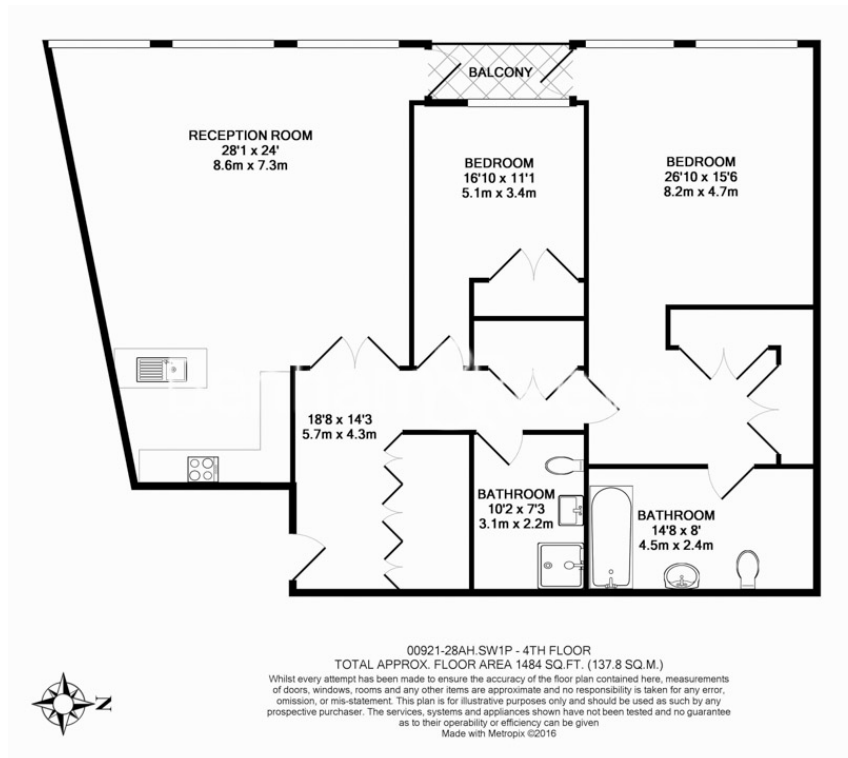 BALCONY
RECEPTION ROOM
28'1 x 24'
8.6m x 7.3m
BEDROOM
16'10 x 11'1
5.1m x 3.4m
BEDROOM
26'10 x 15'6
8.2m x 4.7m
18'8 x 14'3
5.7m x 4.3m
BATHROOM
10'2 x 7'3
3.1m x 2.2m
BATHROOM
14'8 x 8'
4.5m x 2.4m
00921-28AH.SW1P - 4TH FLOOR
TOTAL APPROX. FLOOR AREA 1484 SQ.FT. (137.8 SQ.M.)
Whilst every attempt has been made to ensure the accuracy of the floor plan contained here, measurements
of doors, windows, rooms and any other items are approximate and no responsibility is taken for any error,
omission, or mis-statement. This plan is for illustrative purposes only and should be used as such by any
prospective purchaser. The services, systems and appliances shown have not been tested and no guarantee
as to their operability or efficiency can be given
Made with Metropix ©2016
N